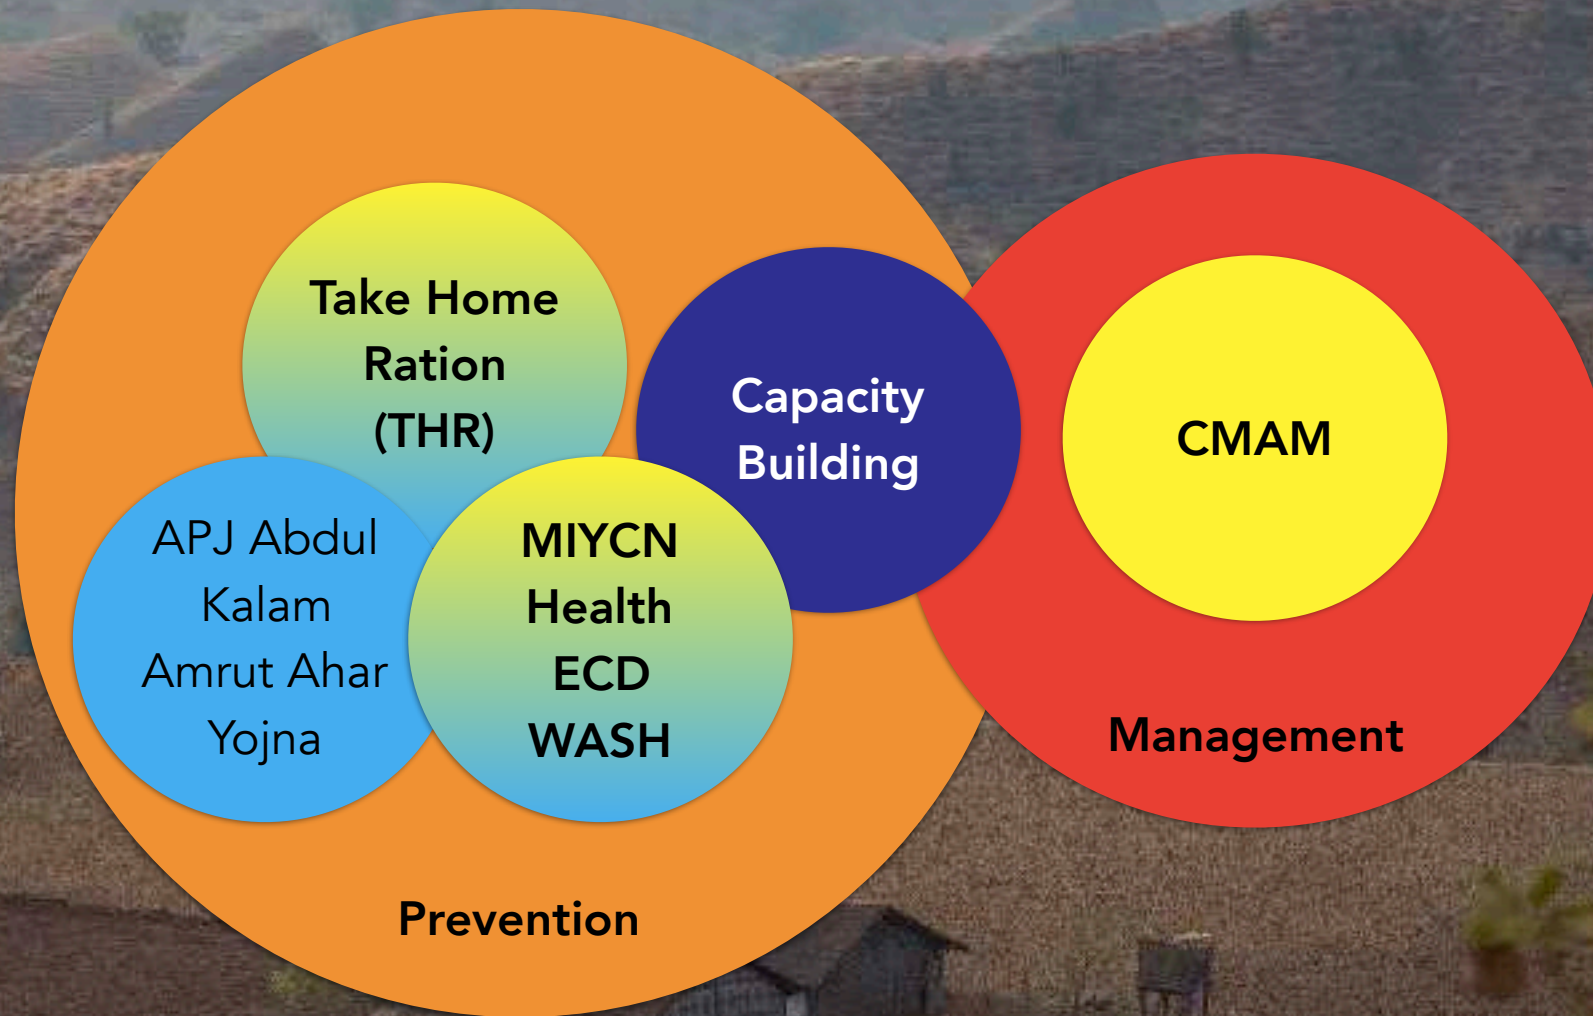 Take Home
Ration
(THR)
Capacity
Building
CMAM
APJ Abdul
Kalam
Amrut Ahar
Yojna
MIYCN
Health
ECD
WASH
Management
Prevention